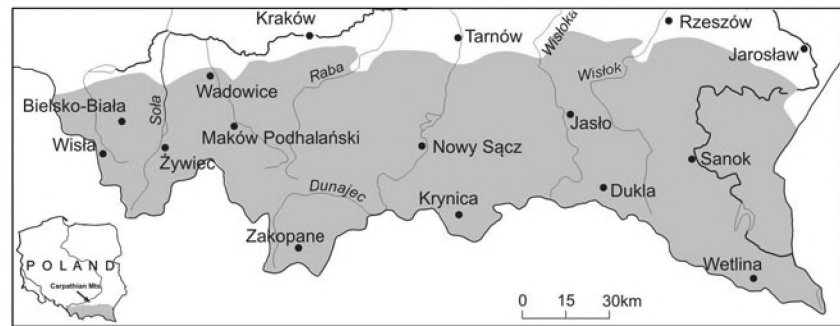 Kraków
Tarnów
Rzeszów
Jarosław
Wisłoka
Raba
Wisłok
Wadowice
Bielsko-Biała
Soła
Maków Podhalański
Jasło
Wisła
Żywiec
Nowy Sącz
Sanok
Dunajec
Krynica
Dukla
Zakopane
Wetlina
POLAND
Carpathian Mts.
0 15 30km